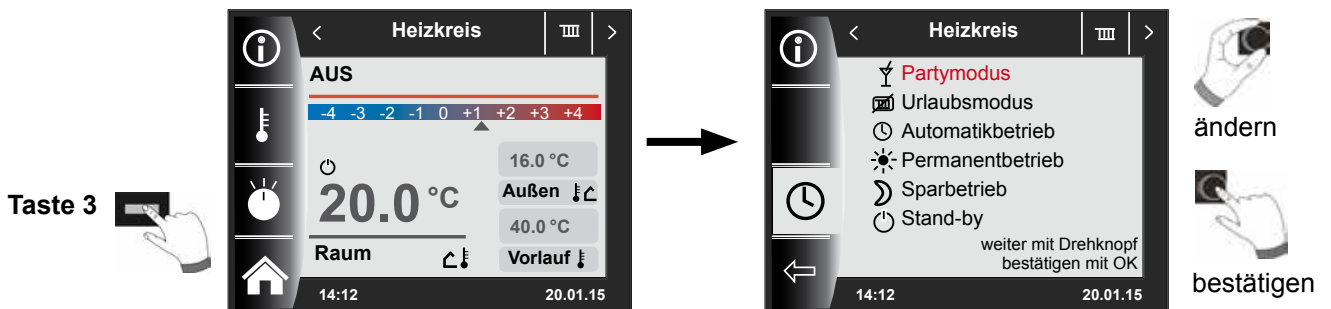 Taste 3
< Heizkreis >
AUS
-4 -3 -2 -1 0 +1 +2 +3 +4
16.0 °C
Außen
20.0 °C
40.0 °C
Raum
Vorlauf
14:12 20.01.15
< Heizkreis >
Partymodus
Urlaubsmodus
Automatikbetrieb
Permanentbetrieb
Sparbetrieb
Stand-by
weiter mit Drehknopf
bestätigen mit OK
14:12 20.01.15
ändern
bestätigen